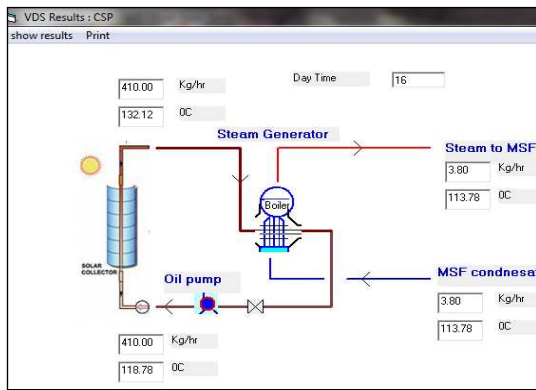 VDS Results : CSP
show results Print
410.00 Kg/hr
132.12 0C
Day Time 16
Steam Generator
Steam to MSF
3.80 Kg/hr
113.78 0C
Boiler
SOLAR
COLLECTOR
Oil pump
MSF condnesat
3.80 Kg/hr
113.78 0C
410.00 Kg/hr
118.78 0C